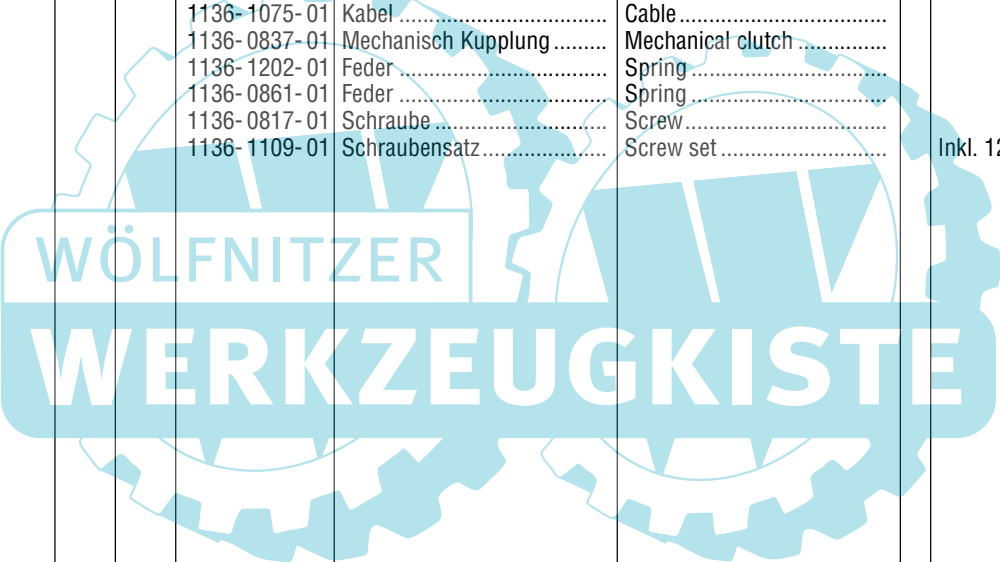 1136-1075-01 Kabel ................................ Cable ................................
1136-0837-01 Mechanisch Kupplung ......... Mechanical clutch ..............
1136-1202-01 Feder ................................ Spring ..............................
1136-0861-01 Feder ................................ Spring ..............................
1136-0817-01 Schraube .......................... Screw ...............................
1136-1109-01 Schraubensatz ................... Screw set .......................... Inkl. 12
WÖLFNITZER
WERKZEUGKISTE